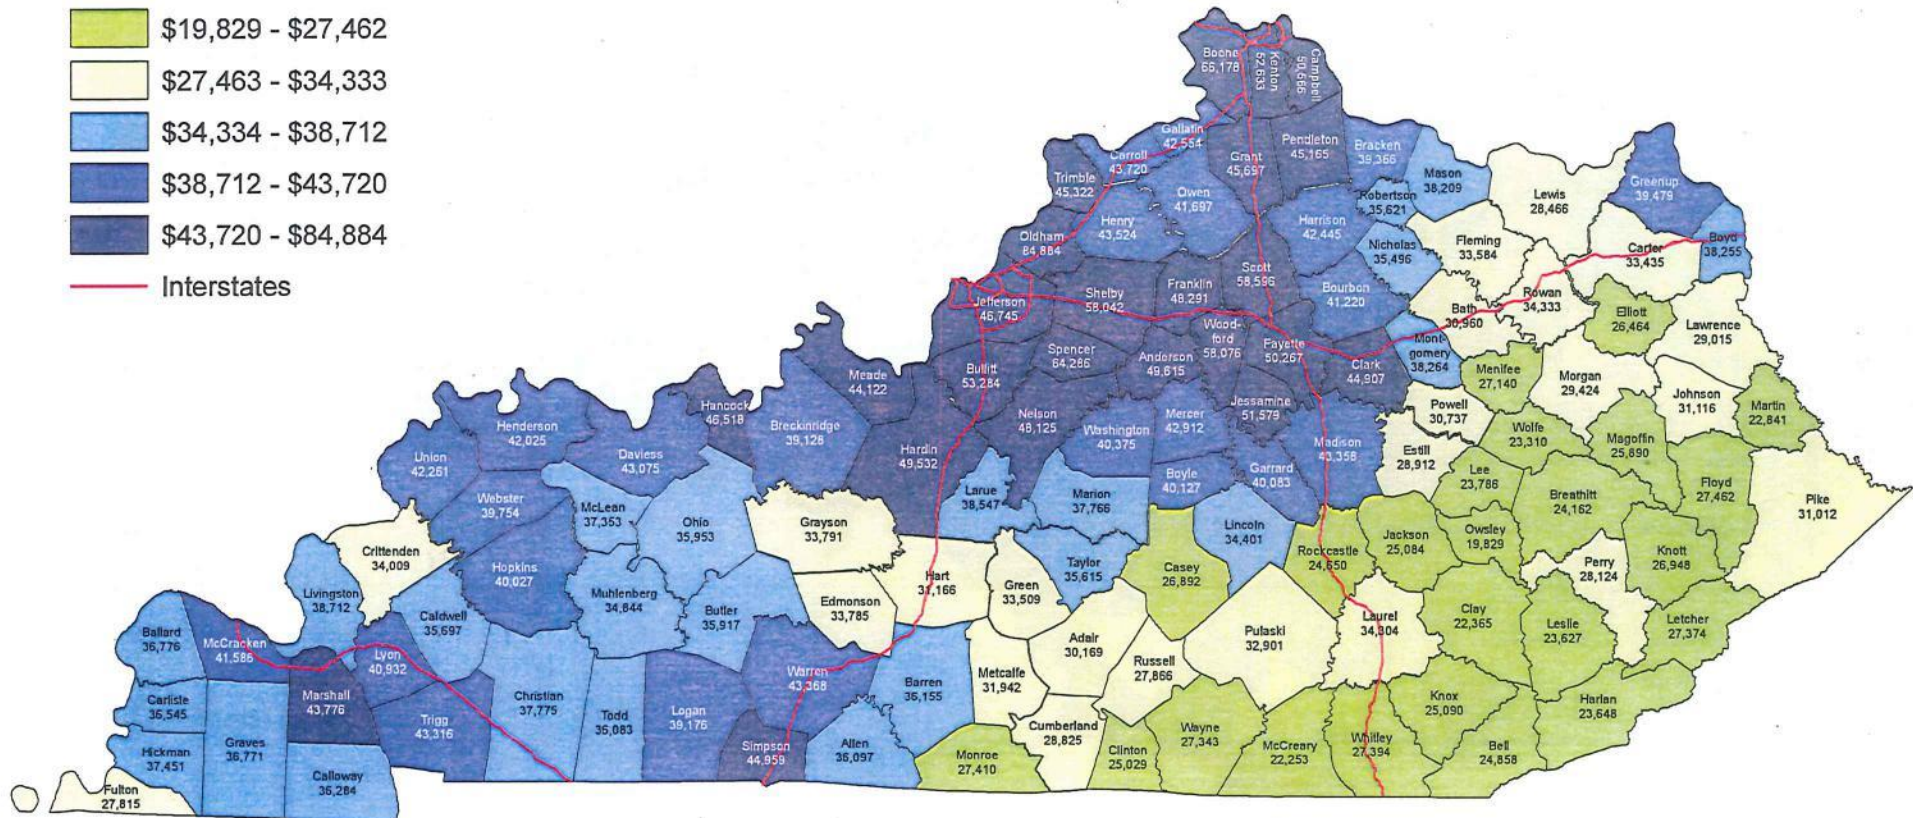 $19,829 - $27,462
$27,463 - $34,333
$34,334 - $38,712
$38,712 - $43,720
$43,720 - $84,884
Interstates
Boone
66,178
Kenton
52,633
Campbell
50,666
Gallatin
42,554
Carroll
43,720
Trimble
45,322
Grant
45,697
Pendleton
45,165
Bracken
39,366
Mason
38,209
Robertson
35,621
Lewis
28,466
Greenup
39,479
Boyd
38,255
Carter
33,435
Owen
41,697
Henry
43,524
Harrison
42,445
Nicholas
35,496
Fleming
33,584
Oldham
84,884
Jefferson
46,745
Shelby
58,042
Franklin
48,291
Scott
58,596
Bourbon
41,220
Bath
30,960
Rowan
34,333
Elliott
26,464
Lawrence
29,015
Spencer
64,286
Anderson
49,615
Wood-
ford
58,076
Fayette
50,267
Clark
44,907
Mont-
gomery
38,264
Menifee
27,140
Morgan
29,424
Johnson
31,116
Martin
22,841
Meade
44,122
Bullitt
53,284
Nelson
48,125
Washington
40,375
Mercer
42,912
Jessamine
51,579
Madison
43,358
Powell
30,737
Estill
28,912
Wolfe
23,310
Magoffin
25,890
Floyd
27,462
Pike
31,012
Hancock
46,518
Breckinridge
39,128
Hardin
49,532
Henderson
42,025
Daviess
43,075
Union
42,261
Webster
39,754
McLean
37,353
Ohio
35,953
Grayson
33,791
Larue
38,547
Marion
37,766
Boyle
40,127
Garrard
40,083
Lincoln
34,401
Lee
23,786
Breathitt
24,162
Crittenden
34,009
Hopkins
40,027
Muhlenberg
34,844
Butler
35,917
Edmonson
33,785
Hart
31,166
Green
33,509
Taylor
35,615
Casey
26,892
Rockcastle
24,650
Jackson
25,084
Owsley
19,829
Perry
28,124
Knott
26,948
Livingston
38,712
Caldwell
35,697
Ballard
36,776
McCracken
41,586
Lyon
40,932
Marshall
43,776
Carlisle
36,545
Hickman
37,451
Graves
36,771
Calloway
36,284
Fulton
27,815
Trigg
43,316
Christian
37,775
Todd
36,083
Logan
39,176
Warren
43,368
Simpson
44,959
Allen
36,097
Barren
36,155
Metcalfe
31,942
Adair
30,169
Russell
27,866
Pulaski
32,901
Laurel
34,304
Clay
22,365
Leslie
23,627
Letcher
27,374
Monroe
27,410
Cumberland
28,825
Clinton
25,029
Wayne
27,343
McCreary
22,253
Whitley
27,394
Knox
25,090
Bell
24,858
Harlan
23,648